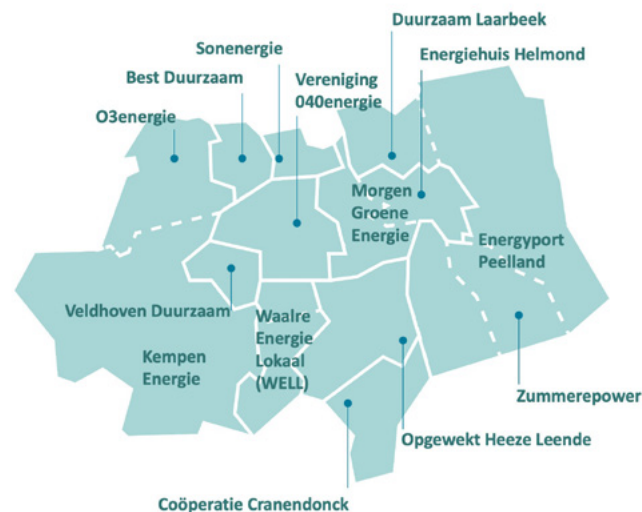 Duurzaam Laarbeek
Sonenergie
Energiehuis Helmond
Best Duurzaam
Vereniging
040energie
O3energie
Morgen
Groene
Energie
Energyport
Peelland
Veldhoven Duurzaam
Waalre
Energie
Lokaal
(WELL)
Kempen
Energie
Zummerepower
Opgewekt Heeze Leende
Coöperatie Cranendonck